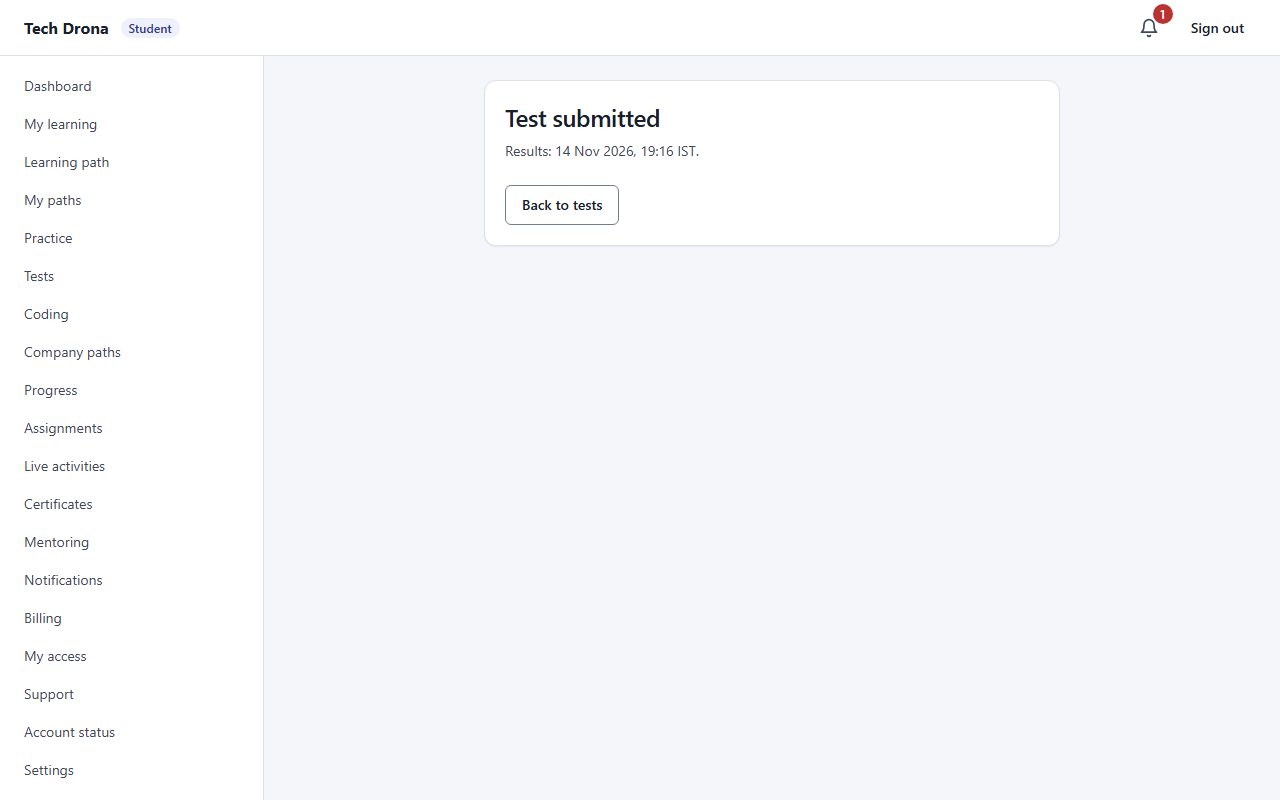 Tech Drona
Student
1
Sign out
Dashboard
My learning
Learning path
My paths
Practice
Tests
Coding
Company paths
Progress
Assignments
Live activities
Certificates
Mentoring
Notifications
Billing
My access
Support
Account status
Settings
Test submitted
Results: 14 Nov 2026, 19:16 IST.
Back to tests